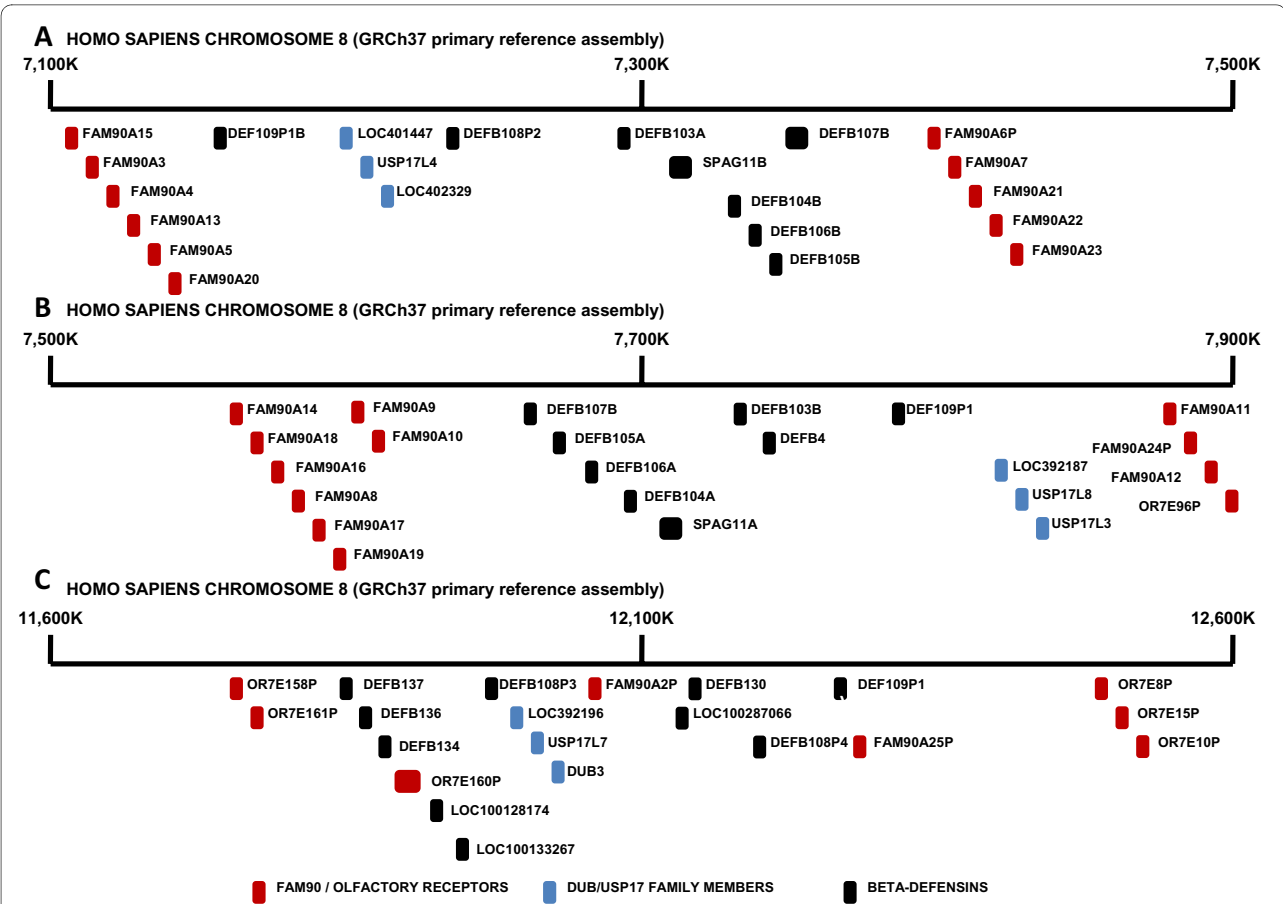 A HOMO SAPIENS CHROMOSOME 8 (GRCh37 primary reference assembly)
7,100K 7,300K 7,500K
FAM90A15 DEF109P1B LOC401447 DEFB108P2 DEFB103A DEFB107B FAM90A6P
FAM90A3 USP17L4 SPAG11B FAM90A7
FAM90A4 LOC402329 DEFB104B FAM90A21
FAM90A13 DEFB106B FAM90A22
FAM90A5 DEFB105B FAM90A23
FAM90A20
B HOMO SAPIENS CHROMOSOME 8 (GRCh37 primary reference assembly)
7,500K 7,700K 7,900K
FAM90A14 FAM90A9 DEFB107B DEFB103B DEF109P1 FAM90A11
FAM90A18 FAM90A10 DEFB105A DEFB4 FAM90A24P
FAM90A16 DEFB106A LOC392187 FAM90A12
FAM90A8 DEFB104A USP17L8 OR7E96P
FAM90A17 SPAG11A USP17L3
FAM90A19
C HOMO SAPIENS CHROMOSOME 8 (GRCh37 primary reference assembly)
11,600K 12,100K 12,600K
OR7E158P DEFB137 DEFB108P3 FAM90A2P DEFB130 DEF109P1 OR7E8P
OR7E161P DEFB136 LOC392196 LOC100287066 OR7E15P
DEFB134 USP17L7 DEFB108P4 FAM90A25P OR7E10P
OR7E160P DUB3
LOC100128174
LOC100133267
FAM90 / OLFACTORY RECEPTORS DUB/USP17 FAMILY MEMBERS BETA-DEFENSINS